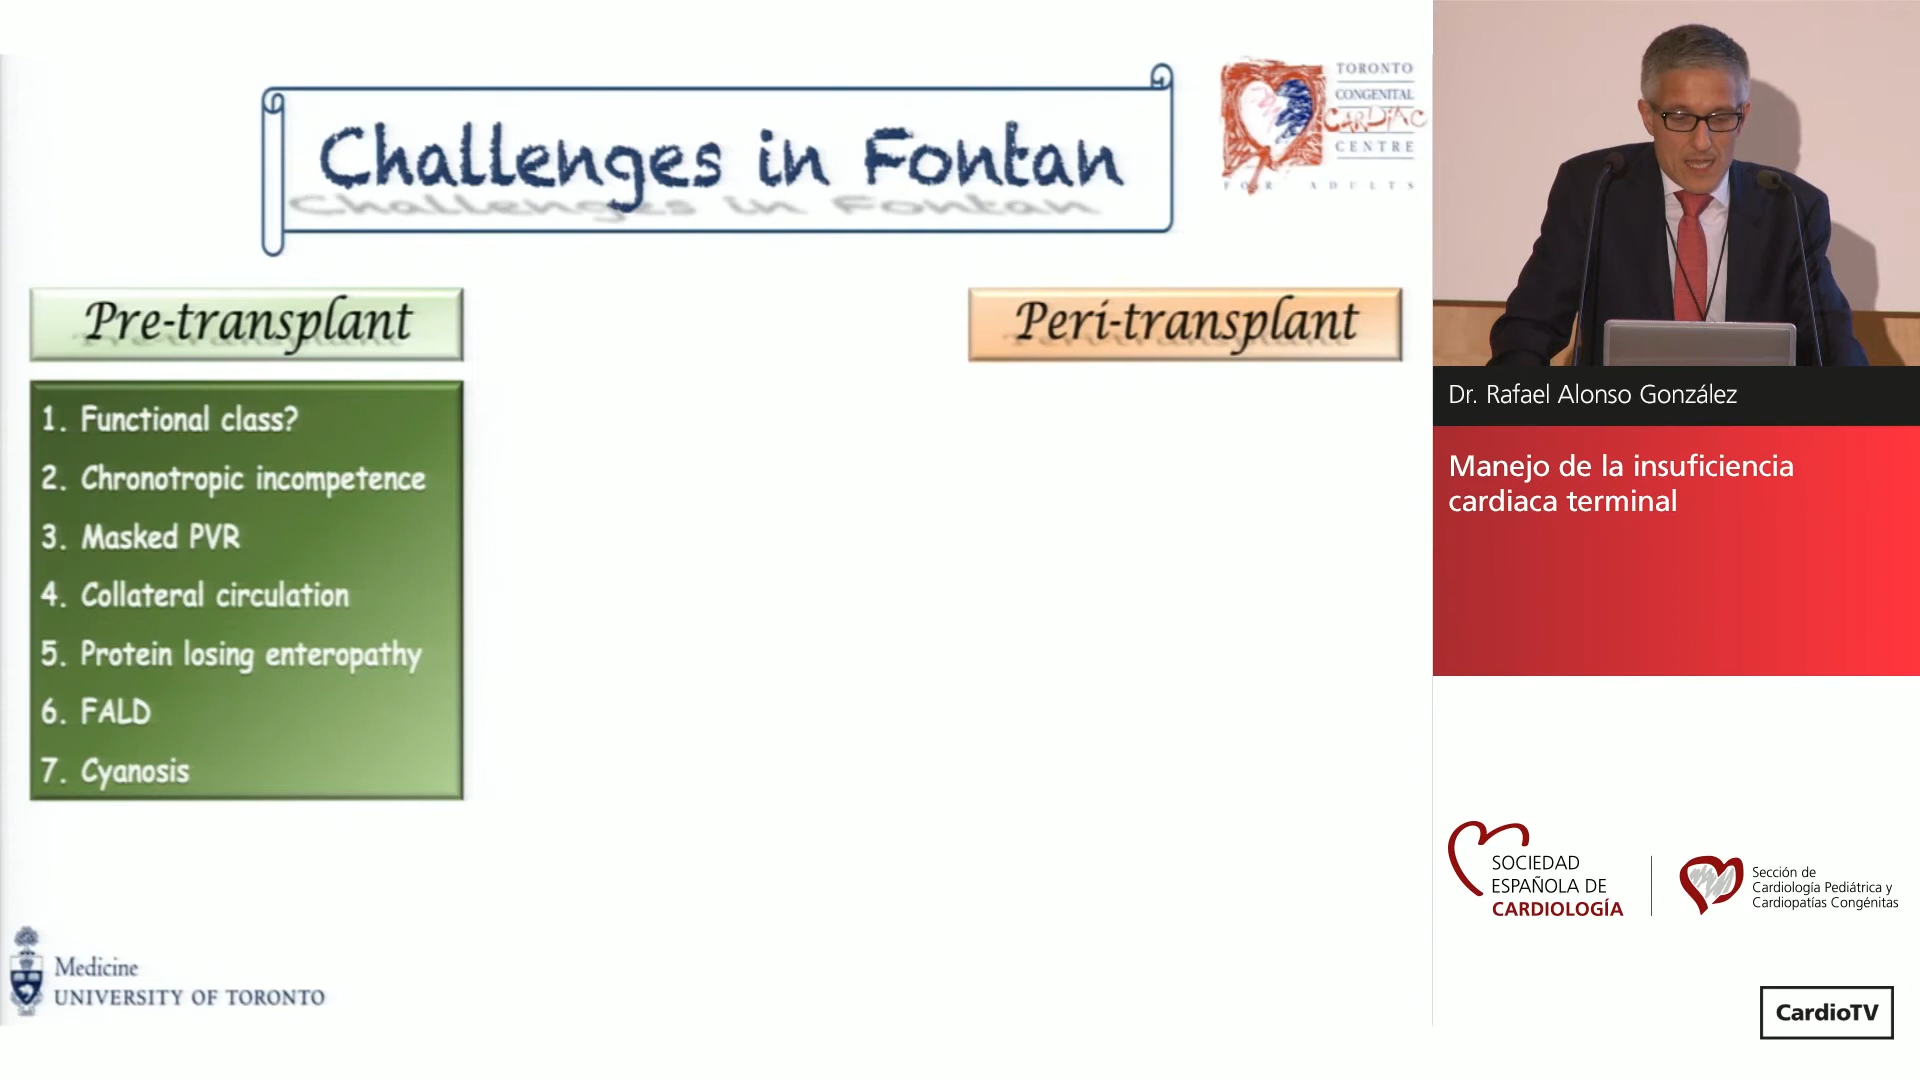 Challenges in Fontan
TORONTO
CONGENITAL
CARDIAC
CENTRE
FOR ADULTS
Pre-transplant
Peri-transplant
1. Functional class?
2. Chronotropic incompetence
3. Masked PVR
4. Collateral circulation
5. Protein losing enteropathy
6. FALD
7. Cyanosis
Medicine
UNIVERSITY OF TORONTO
Dr. Rafael Alonso González
Manejo de la insuficiencia
cardiaca terminal
SOCIEDAD
ESPAÑOLA DE
CARDIOLOGÍA
Sección de
Cardiología Pediátrica y
Cardiopatías Congénitas
CardioTV